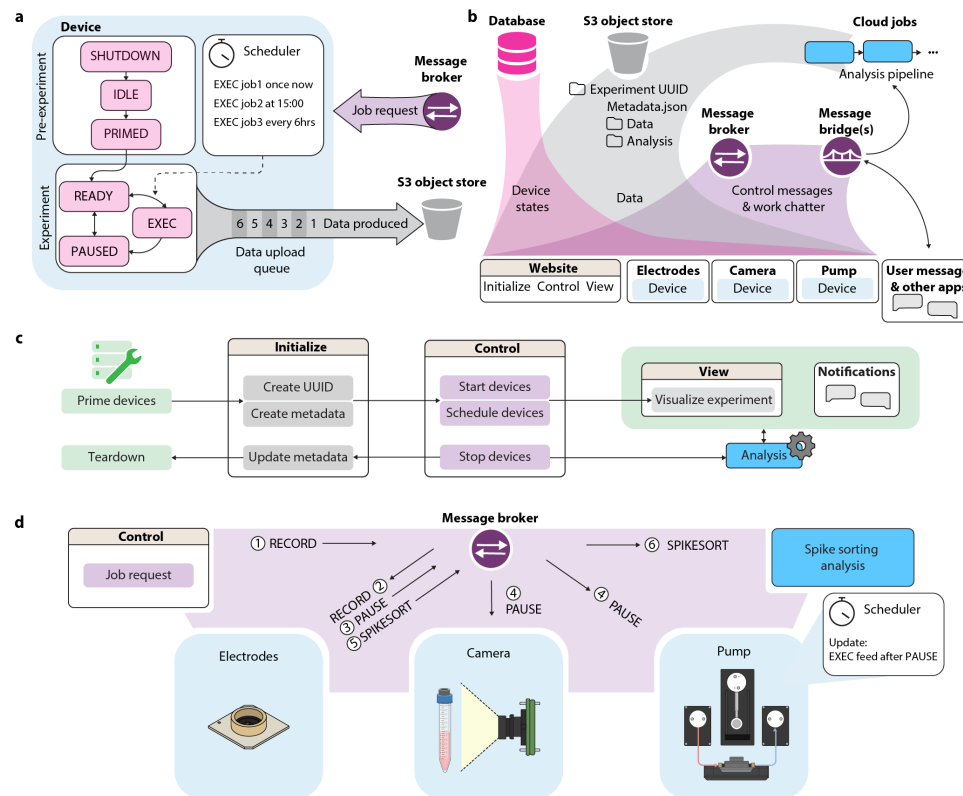 a
Device
Pre-experiment
SHUTDOWN
IDLE
PRIMED
Scheduler
EXEC job1 once now
EXEC job2 at 15:00
EXEC job3 every 6hrs
Message
broker
Job request
Experiment
READY
EXEC
PAUSED
6 5 4 3 2 1 Data produced
Data upload
queue
S3 object store
b
Database
S3 object store
Cloud jobs
Analysis pipeline
...
Experiment UUID
Metadata.json
Data
Analysis
Message
broker
Message
bridge(s)
Device
states
Data
Control messages
& work chatter
Website
Initialize Control View
Electrodes
Device
Camera
Device
Pump
Device
User message
& other apps
c
Prime devices
Teardown
Initialize
Create UUID
Create metadata
Update metadata
Control
Start devices
Schedule devices
Stop devices
View
Visualize experiment
Notifications
Analysis
d
Control
Job request
Message broker
1 RECORD
RECORD 2
3 PAUSE
5 SPIKESORT
4
PAUSE
4 PAUSE
6 SPIKESORT
Spike sorting
analysis
Scheduler
Update:
EXEC feed after PAUSE
Electrodes
Camera
Pump